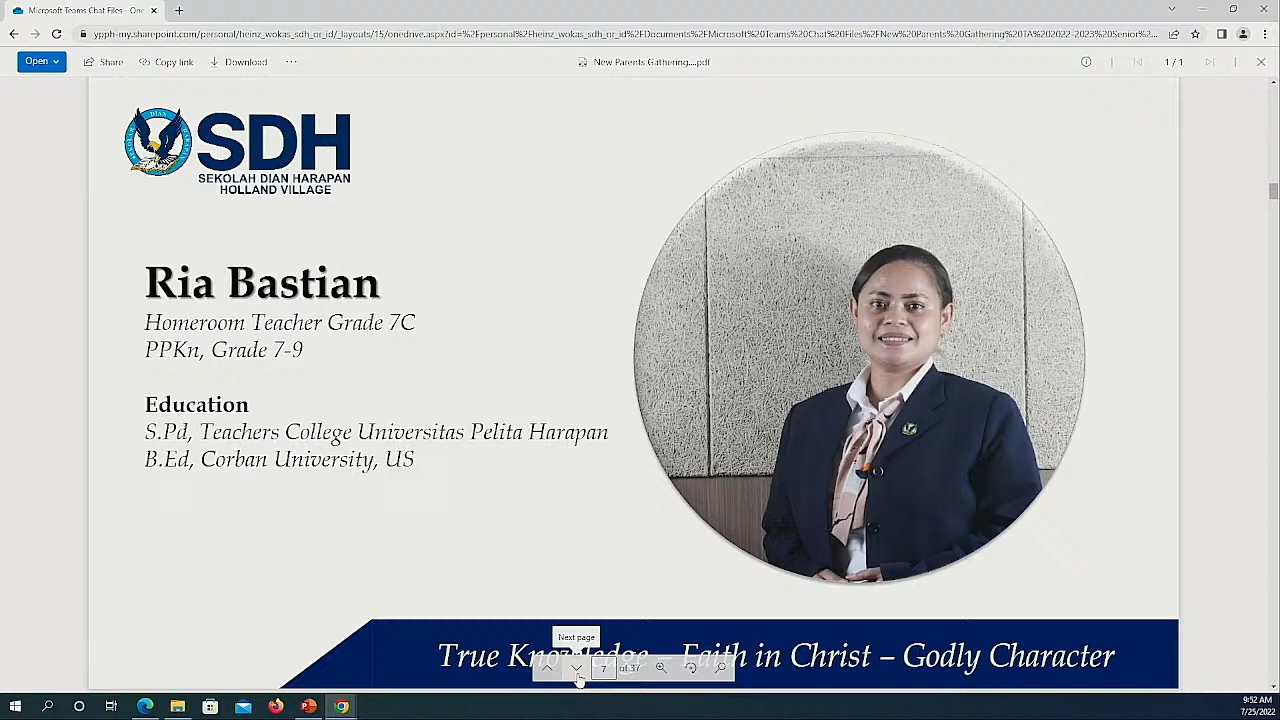 Microsoft Teams Chat Files - One
ypph-my.sharepoint.com/personal/heinz_wokas_sdh_or_id/_layouts/15/onedrive.aspx?id=%2Fpersonal%2Fheinz_wokas_sdh_or_id%2FDocuments%2FMicrosoft%20Teams%20Chat%20Files%2FNew%20Parents%20Gathering%20TA%202022-2023%20Senior%2...
Open
Share
Copy link
Download
New Parents Gathering....pdf
1 / 1
SDH
SEKOLAH DIAN HARAPAN
HOLLAND VILLAGE
Ria Bastian
Homeroom Teacher Grade 7C
PPKn, Grade 7-9
Education
S.Pd, Teachers College Universitas Pelita Harapan
B.Ed, Corban University, US
Next page
True Knowledge – Faith in Christ – Godly Character
7 of 37
9:52 AM
7/25/2022